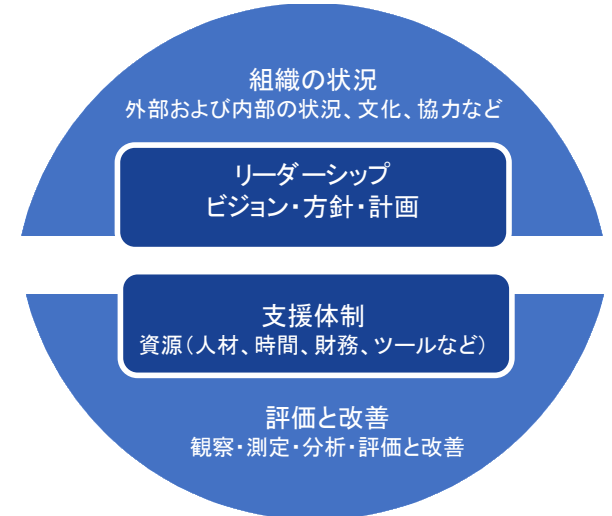 組織の状況
外部および内部の状況、文化、協力など
リーダーシップ
ビジョン・方針・計画
支援体制
資源（人材、時間、財務、ツールなど）
評価と改善
観察・測定・分析・評価と改善